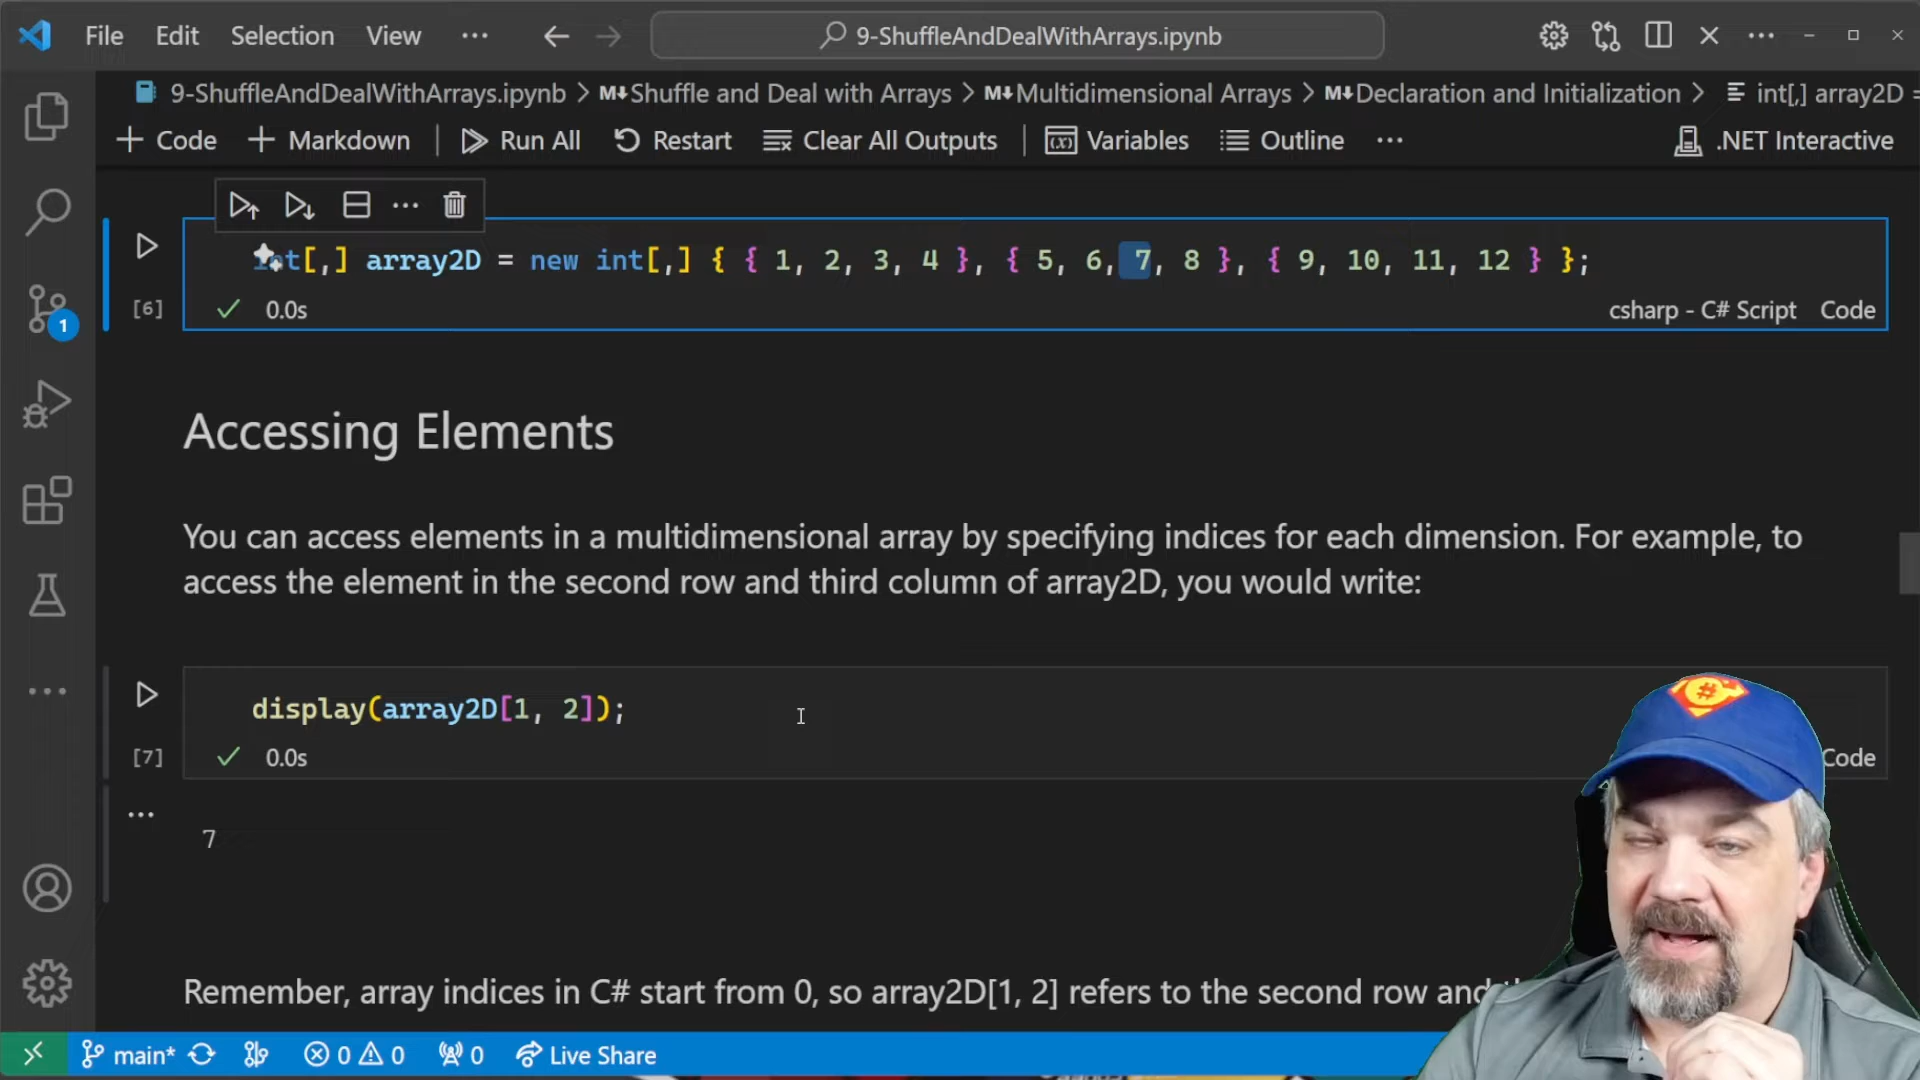 File Edit Selection View ··· 9-ShuffleAndDealWithArrays.ipynb
9-ShuffleAndDealWithArrays.ipynb > M↓Shuffle and Deal with Arrays > M↓Multidimensional Arrays > M↓Declaration and Initialization > int[,] array2D =
+ Code + Markdown Run All Restart Clear All Outputs (x) Variables Outline ··· .NET Interactive
int[,] array2D = new int[,] { { 1, 2, 3, 4 }, { 5, 6, 7, 8 }, { 9, 10, 11, 12 } };
[6] 0.0s csharp - C# Script Code
Accessing Elements
You can access elements in a multidimensional array by specifying indices for each dimension. For example, to
access the element in the second row and third column of array2D, you would write:
display(array2D[1, 2]);
[7] 0.0s Code
···
7
Remember, array indices in C# start from 0, so array2D[1, 2] refers to the second row and
1
#
main* 0 0 0 Live Share